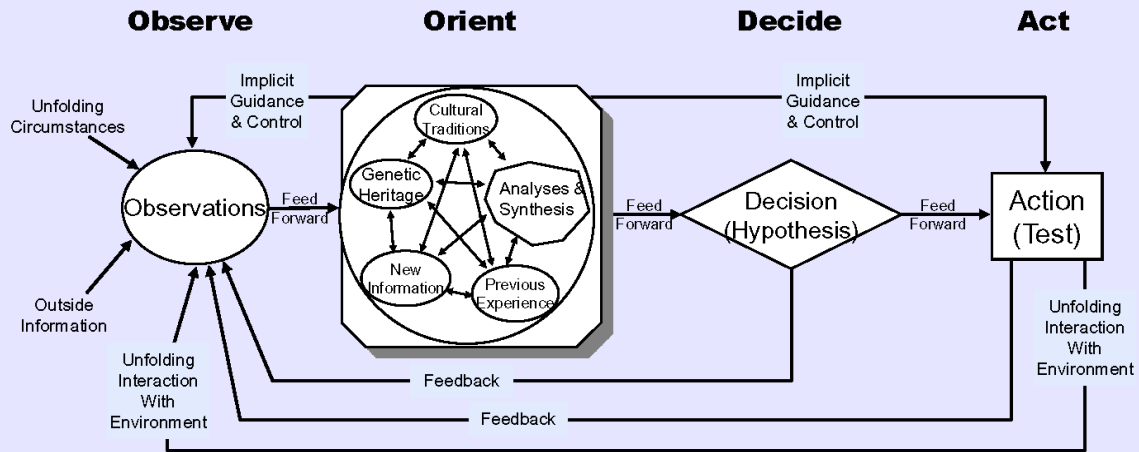 Observe
Orient
Decide
Act
Implicit
Guidance
& Control
Implicit
Guidance
& Control
Unfolding
Circumstances
Cultural
Traditions
Genetic
Heritage
Analyses &
Synthesis
Observations
Feed
Forward
Feed
Forward
Decision
(Hypothesis)
Feed
Forward
Action
(Test)
New
Information
Previous
Experience
Outside
Information
Unfolding
Interaction
With
Environment
Unfolding
Interaction
With
Environment
Feedback
Feedback